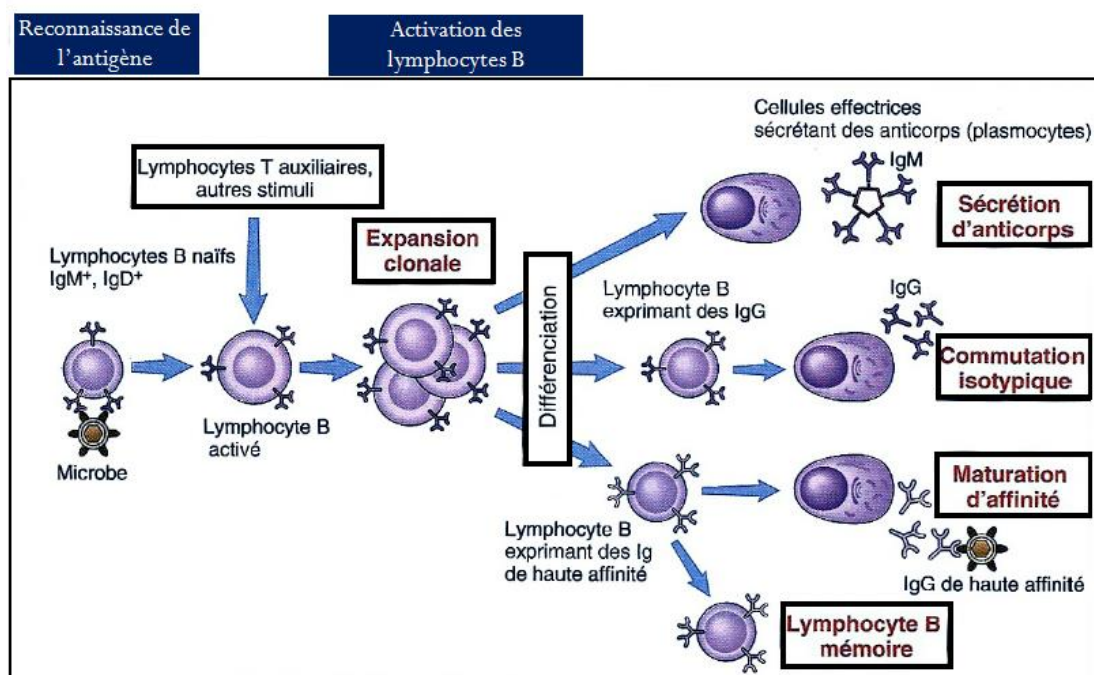 Reconnaissance de
l'antigène
Activation des
lymphocytes B
Cellules effectrices
sécrétant des anticorps (plasmocytes)
IgM
Sécrétion
d'anticorps
Lymphocytes T auxiliaires,
autres stimuli
Expansion
clonale
Lymphocytes B naïfs
IgM⁺, IgD⁺
Lymphocyte B
activé
Microbe
Différenciation
Lymphocyte B
exprimant des IgG
IgG
Commutation
isotypique
Lymphocyte B
exprimant des Ig
de haute affinité
Maturation
d'affinité
IgG de haute affinité
Lymphocyte B
mémoire